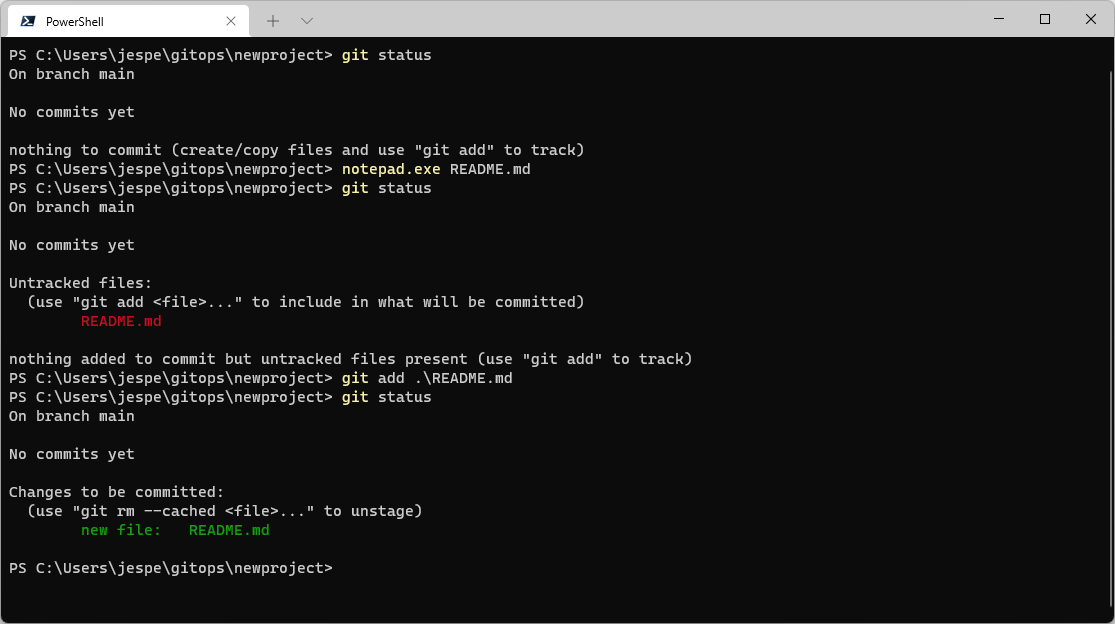 PowerShell
PS C:\Users\jespe\gitops\newproject> git status
On branch main
No commits yet
nothing to commit (create/copy files and use "git add" to track)
PS C:\Users\jespe\gitops\newproject> notepad.exe README.md
PS C:\Users\jespe\gitops\newproject> git status
On branch main
No commits yet
Untracked files:
  (use "git add <file>..." to include in what will be committed)
        README.md
nothing added to commit but untracked files present (use "git add" to track)
PS C:\Users\jespe\gitops\newproject> git add .\README.md
PS C:\Users\jespe\gitops\newproject> git status
On branch main
No commits yet
Changes to be committed:
  (use "git rm --cached <file>..." to unstage)
        new file:   README.md
PS C:\Users\jespe\gitops\newproject>